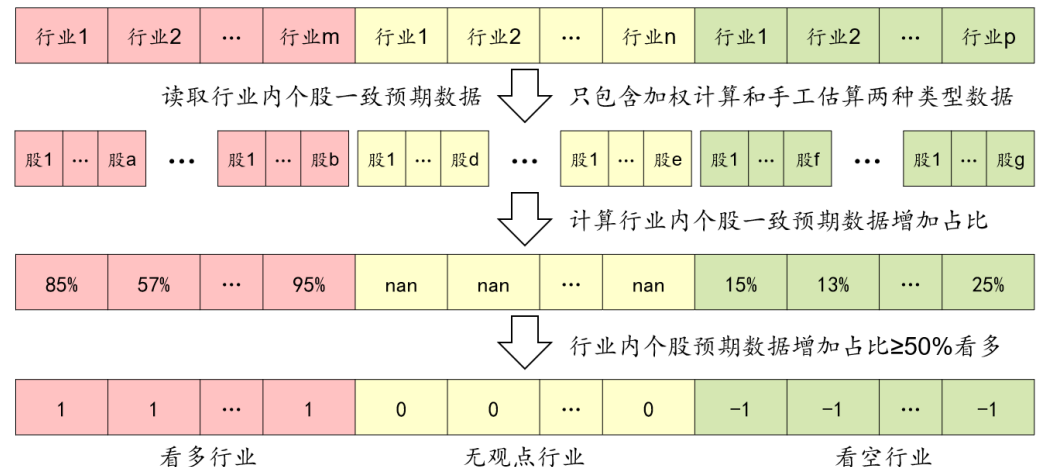 行业1 行业2 … 行业m 行业1 行业2 … 行业n 行业1 行业2 … 行业p
读取行业内个股一致预期数据 只包含加权计算和手工估算两种类型数据
股1 … 股a … 股1 … 股b 股1 … 股d … 股1 … 股e 股1 … 股f … 股1 … 股g
计算行业内个股一致预期数据增加占比
85% 57% … 95% nan nan … nan 15% 13% … 25%
行业内个股预期数据增加占比≥50%看多
1 1 … 1 0 0 … 0 -1 -1 … -1
看多行业 无观点行业 看空行业